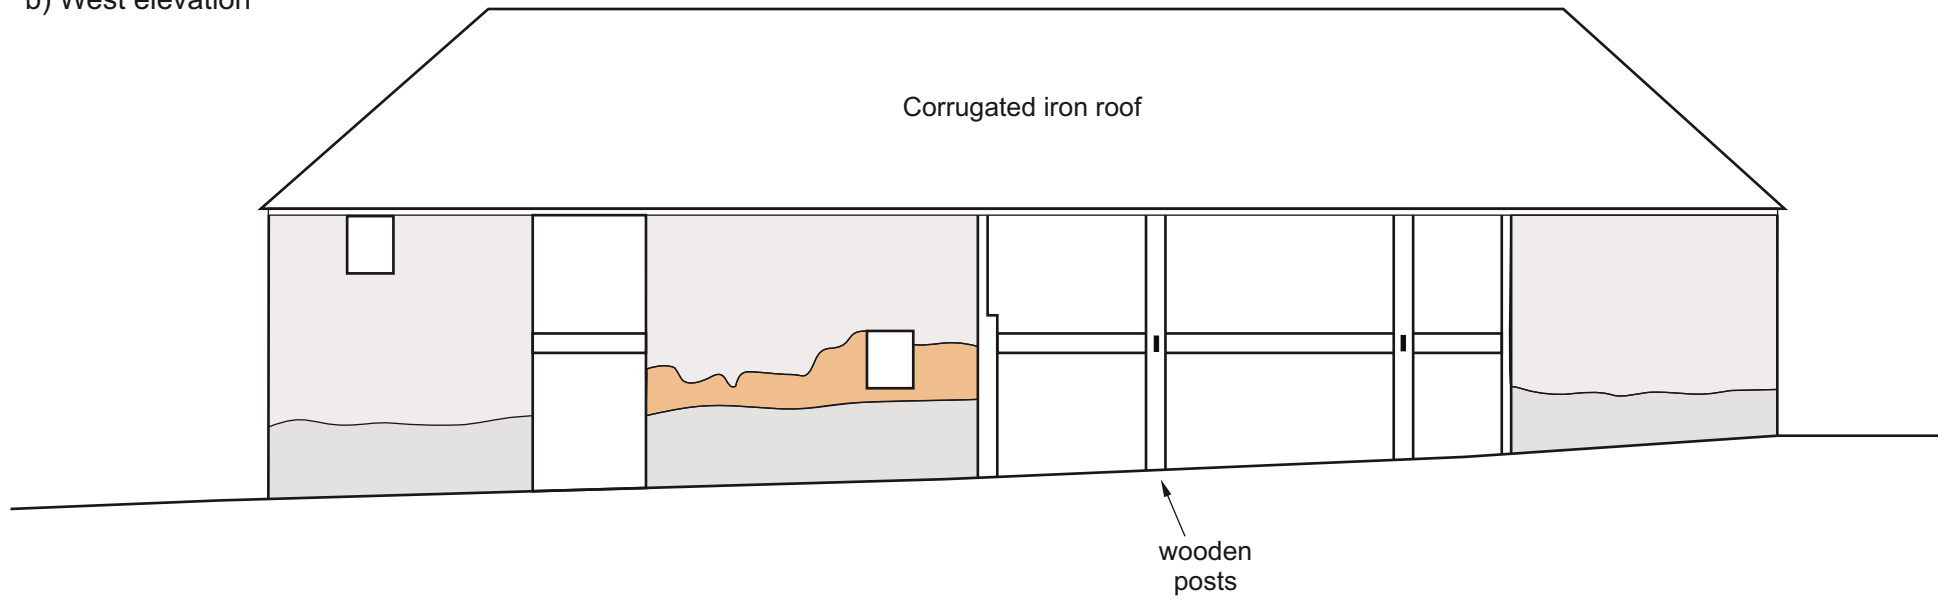 b) West elevation
Corrugated iron roof
wooden
posts